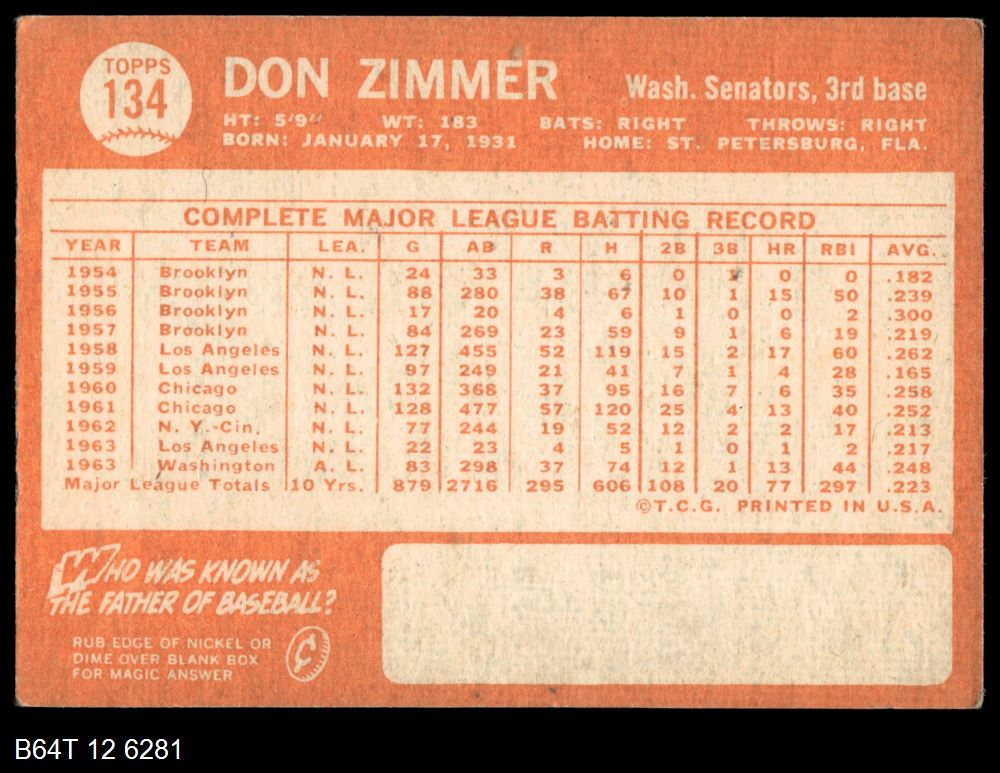 TOPPS
134
DON ZIMMER
Wash. Senators, 3rd base
HT: 5'9" WT: 183 BATS: RIGHT THROWS: RIGHT
BORN: JANUARY 17, 1931 HOME: ST. PETERSBURG, FLA.
COMPLETE MAJOR LEAGUE BATTING RECORD
YEAR TEAM LEA. G AB R H 2B 3B HR RBI AVG.
1954 Brooklyn N. L. 24 33 3 6 0 1 0 0 .182
1955 Brooklyn N. L. 88 280 38 67 10 1 15 50 .239
1956 Brooklyn N. L. 17 20 4 6 1 0 0 2 .300
1957 Brooklyn N. L. 84 269 23 59 9 1 6 19 .219
1958 Los Angeles N. L. 127 455 52 119 15 2 17 60 .262
1959 Los Angeles N. L. 97 249 21 41 7 1 4 28 .165
1960 Chicago N. L. 132 368 37 95 16 7 6 35 .258
1961 Chicago N. L. 128 477 57 120 25 4 13 40 .252
1962 N. Y.-Cin. N. L. 77 244 19 52 12 2 2 17 .213
1963 Los Angeles N. L. 22 23 4 5 1 0 1 2 .217
1963 Washington A. L. 83 298 37 74 12 1 13 44 .248
Major League Totals 10 Yrs. 879 2716 295 606 108 20 77 297 .223
©T.C.G. PRINTED IN U.S.A.
WHO WAS KNOWN AS
THE FATHER OF BASEBALL?
RUB EDGE OF NICKEL OR
DIME OVER BLANK BOX
FOR MAGIC ANSWER
¢
B64T 12 6281